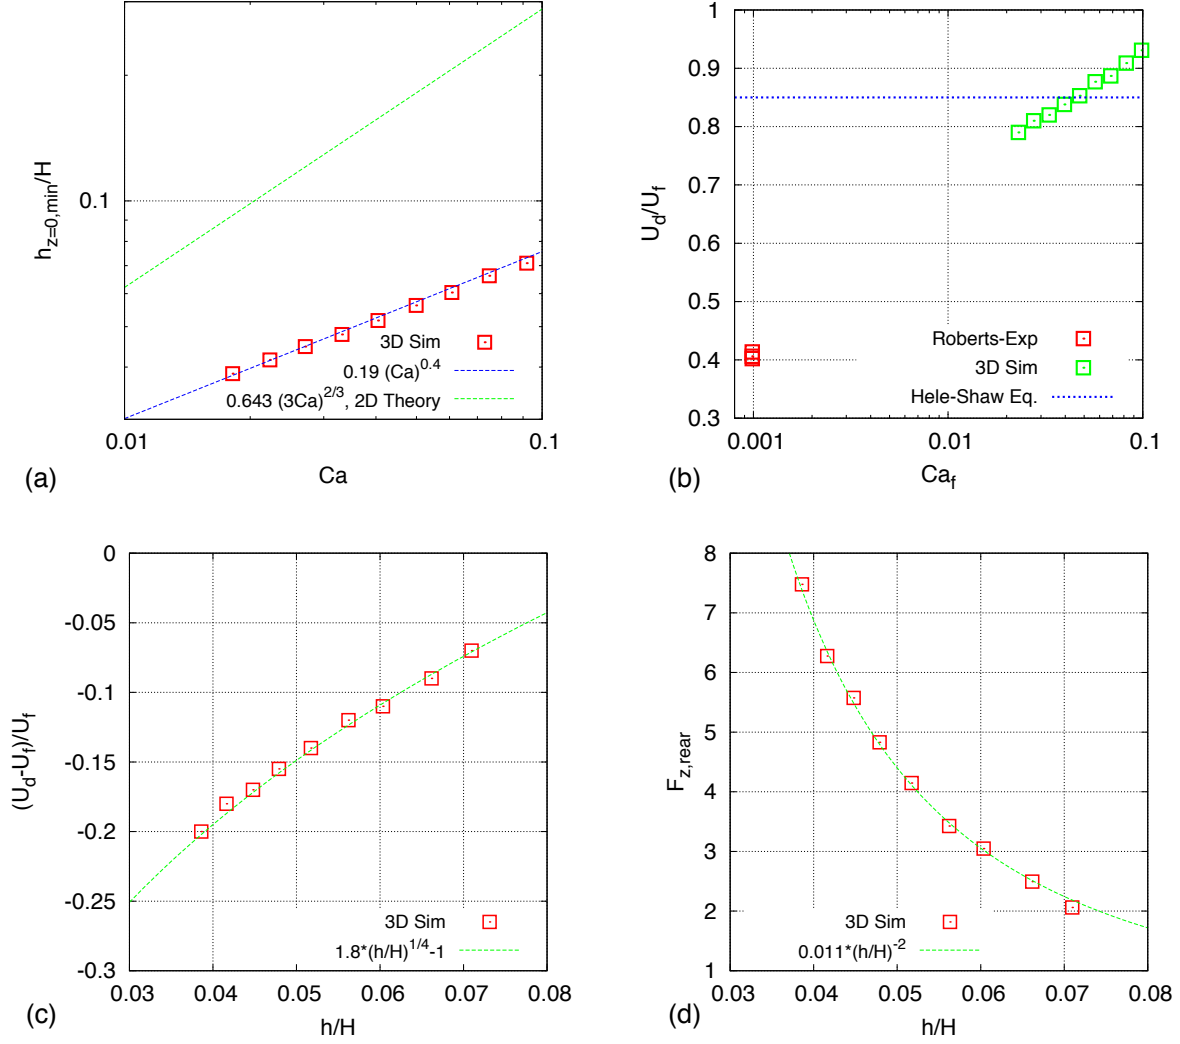 0.1
h_{z=0,min}/H
3D Sim
0.19 (Ca)^{0.4}
0.643 (3Ca)^{2/3}, 2D Theory
0.01
0.1
Ca
(a)
1
0.9
0.8
0.7
0.6
0.5
0.4
0.3
U_d/U_f
Roberts-Exp
3D Sim
Hele-Shaw Eq.
0.001
0.01
0.1
Ca_f
(b)
0
-0.05
-0.1
-0.15
-0.2
-0.25
-0.3
(U_d-U_f)/U_f
3D Sim
1.8*(h/H)^{1/4}-1
0.03
0.04
0.05
0.06
0.07
0.08
h/H
(c)
8
7
6
5
4
3
2
1
F_{z,rear}
3D Sim
0.011*(h/H)^{-2}
0.03
0.04
0.05
0.06
0.07
0.08
h/H
(d)